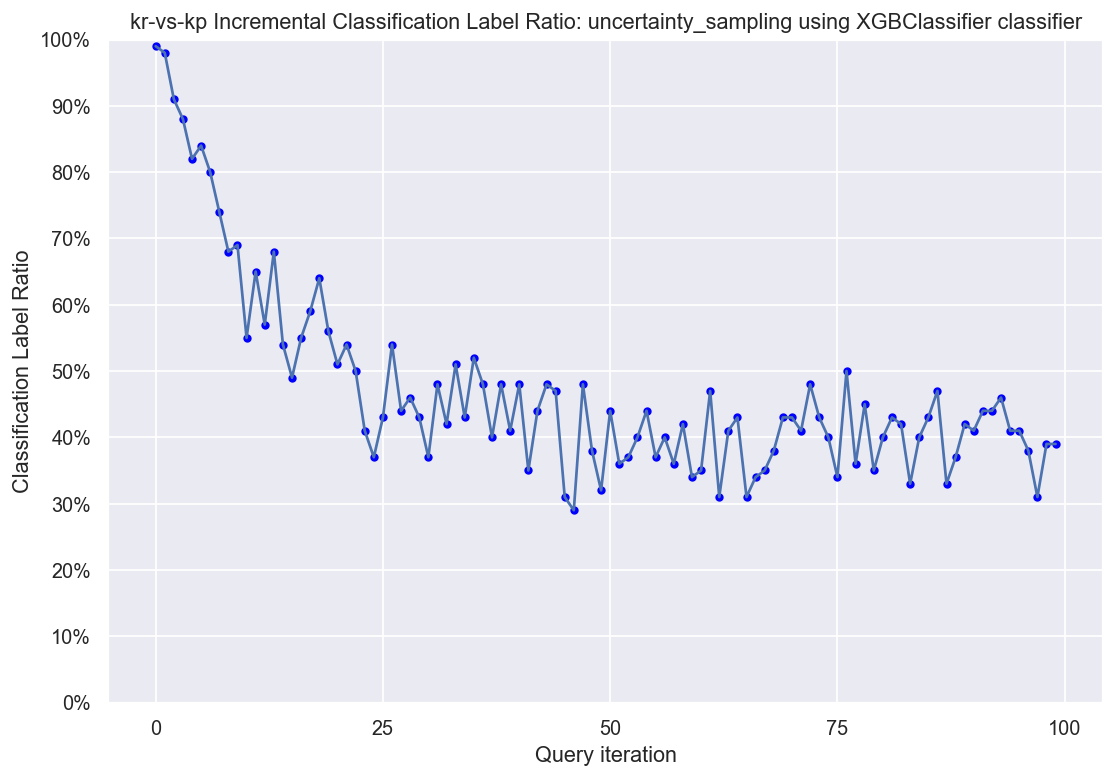 kr-vs-kp Incremental Classification Label Ratio: uncertainty_sampling using XGBClassifier classifier
100%
90%
80%
70%
60%
50%
40%
30%
20%
10%
0%
Classification Label Ratio
0 25 50 75 100
Query iteration